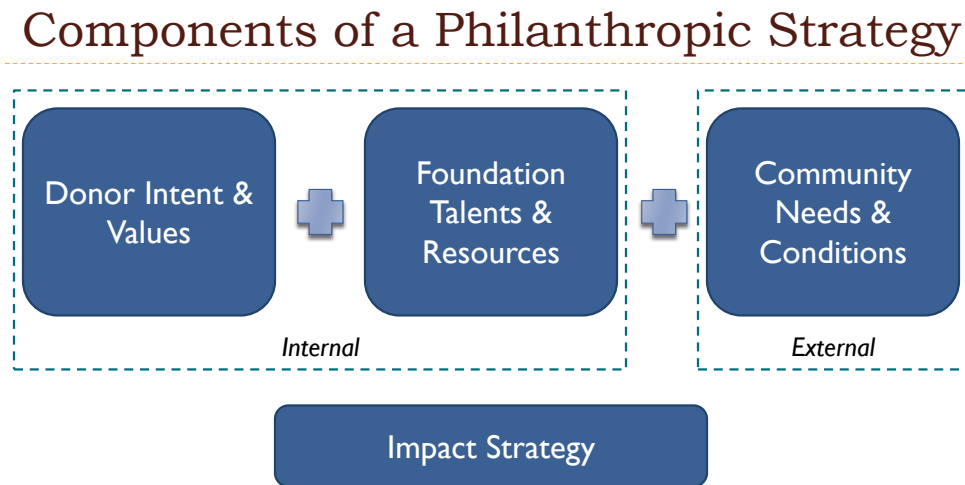 Components of a Philanthropic Strategy
Donor Intent &
Values
Foundation
Talents &
Resources
Community
Needs &
Conditions
Internal
External
Impact Strategy